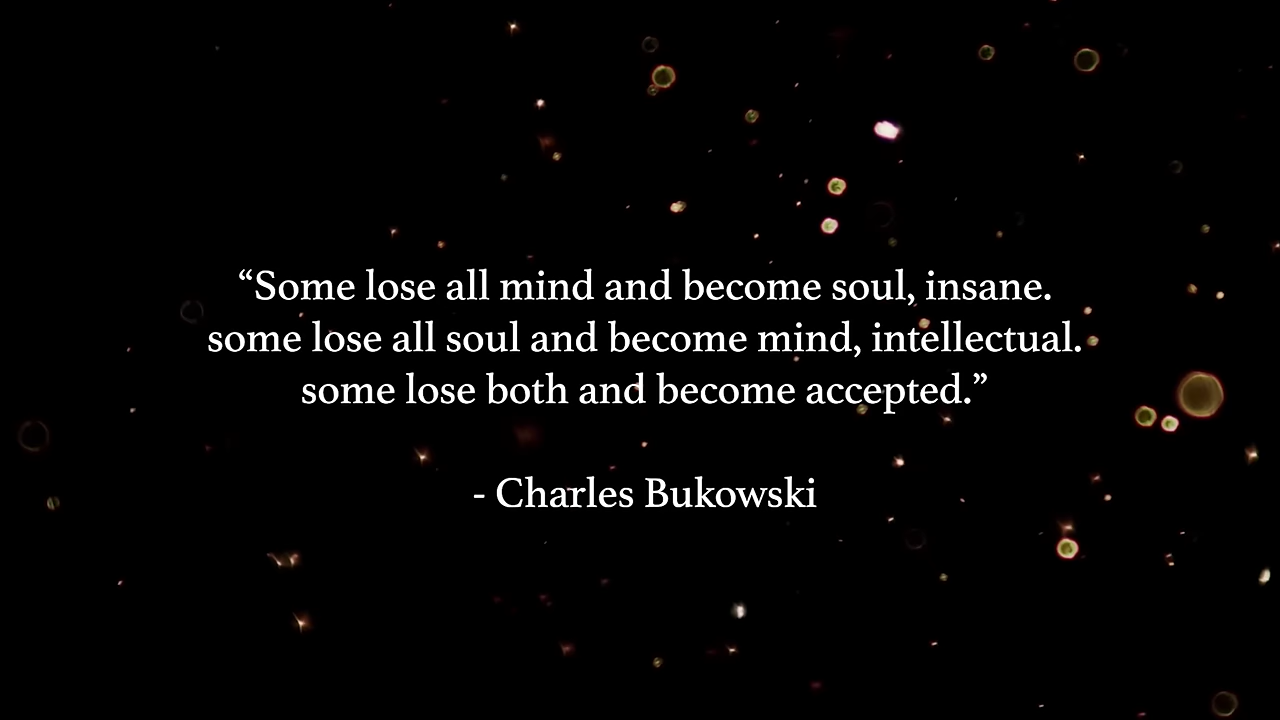 “Some lose all mind and become soul, insane.
some lose all soul and become mind, intellectual.
some lose both and become accepted.”
- Charles Bukowski